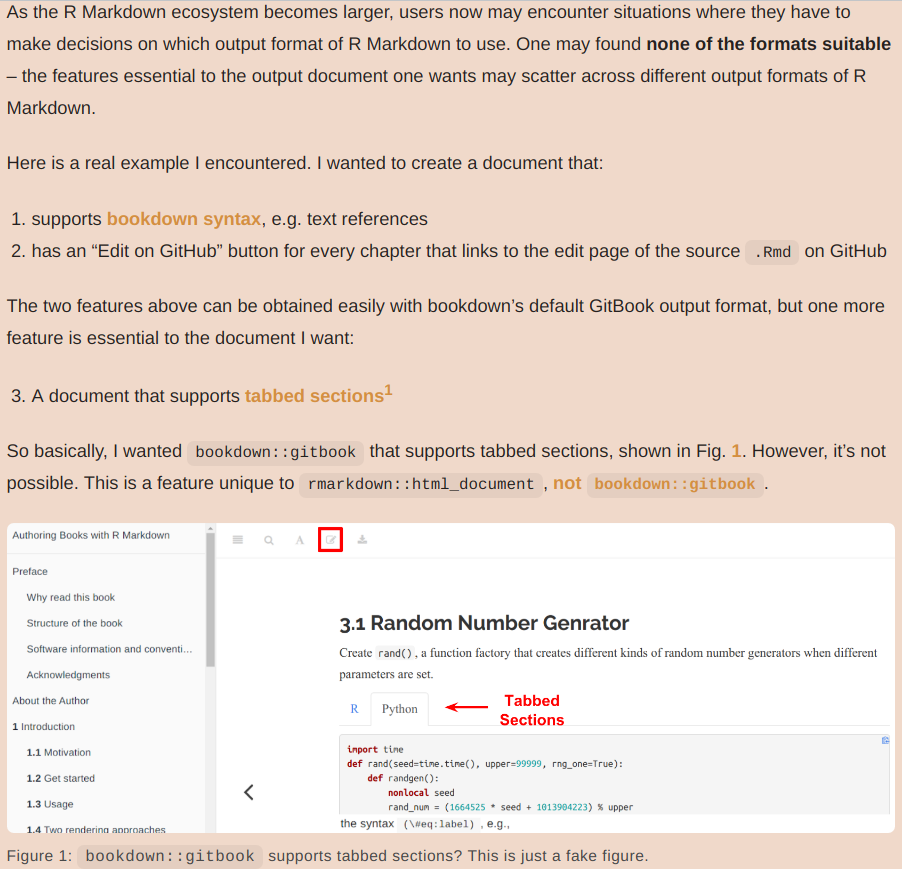 As the R Markdown ecosystem becomes larger, users now may encounter situations where they have to
make decisions on which output format of R Markdown to use. One may found none of the formats suitable
– the features essential to the output document one wants may scatter across different output formats of R
Markdown.
Here is a real example I encountered. I wanted to create a document that:
1. supports bookdown syntax, e.g. text references
2. has an “Edit on GitHub” button for every chapter that links to the edit page of the source .Rmd on GitHub
The two features above can be obtained easily with bookdown’s default GitBook output format, but one more
feature is essential to the document I want:
3. A document that supports tabbed sections1
So basically, I wanted bookdown::gitbook that supports tabbed sections, shown in Fig. 1. However, it’s not
possible. This is a feature unique to rmarkdown::html_document, not bookdown::gitbook.
Authoring Books with R Markdown
Preface
Why read this book
Structure of the book
Software information and conventi...
Acknowledgments
About the Author
1 Introduction
1.1 Motivation
1.2 Get started
1.3 Usage
1.4 Two rendering approaches
A
3.1 Random Number Genrator
Create rand(), a function factory that creates different kinds of random number generators when different
parameters are set.
R Python
Tabbed
Sections
import time
def rand(seed=time.time(), upper=99999, rng_one=True):
def randgen():
nonlocal seed
rand_num = (1664525 * seed + 1013904223) % upper
the syntax (\#eq:label), e.g.,
Figure 1: bookdown::gitbook supports tabbed sections? This is just a fake figure.